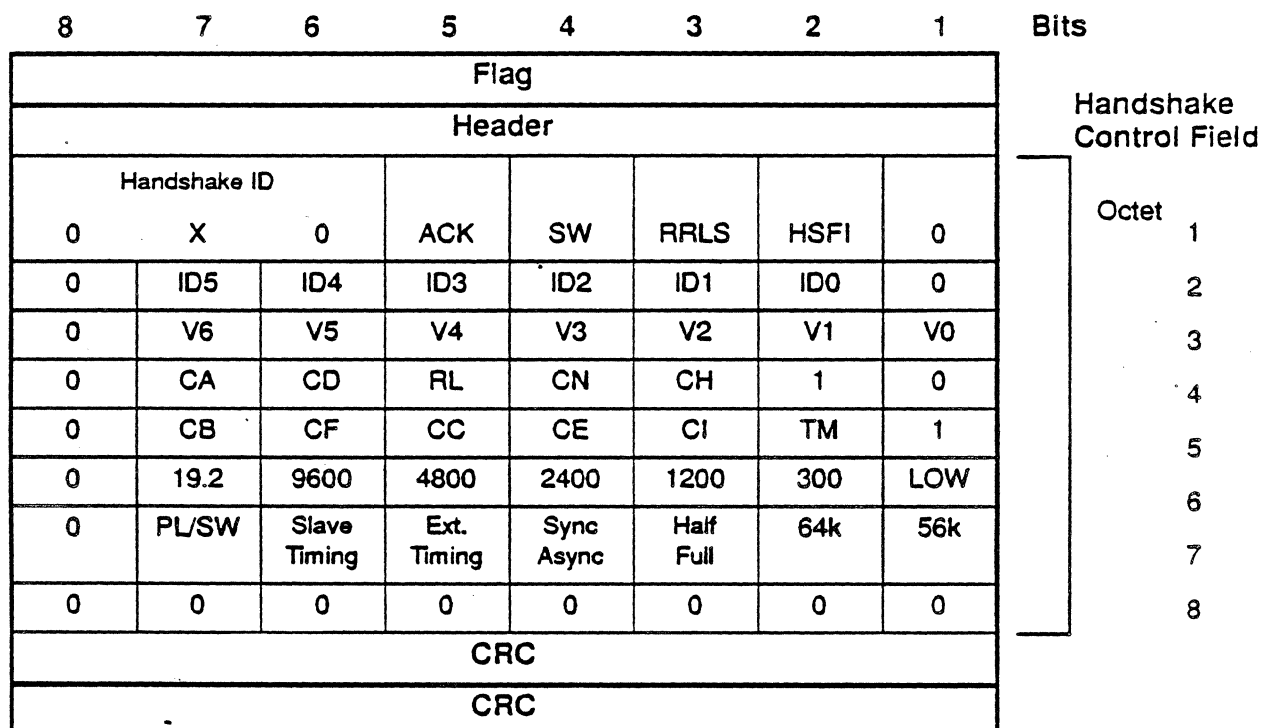 8 7 6 5 4 3 2 1 Bits
Flag
Header
Handshake
Control Field
Handshake ID
Octet
0 X 0 ACK SW RRLS HSFI 0 1
0 ID5 ID4 ID3 ID2 ID1 ID0 0 2
0 V6 V5 V4 V3 V2 V1 V0 3
0 CA CD RL CN CH 1 0 4
0 CB CF CC CE CI TM 1 5
0 19.2 9600 4800 2400 1200 300 LOW 6
0 PL/SW Slave Ext. Sync Half 64k 56k
Timing Timing Async Full 7
0 0 0 0 0 0 0 0 8
CRC
CRC